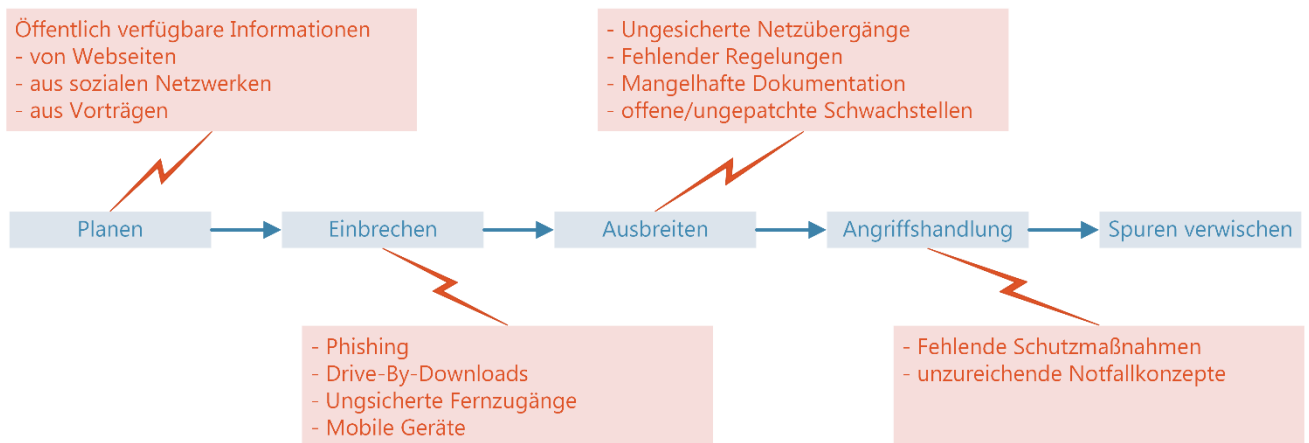 Öffentlich verfügbare Informationen
- von Webseiten
- aus sozialen Netzwerken
- aus Vorträgen
- Ungesicherte Netzübergänge
- Fehlender Regelungen
- Mangelhafte Dokumentation
- offene/ungepatchte Schwachstellen
Planen
Einbrechen
Ausbreiten
Angriffshandlung
Spuren verwischen
- Phishing
- Drive-By-Downloads
- Ungsicherte Fernzugänge
- Mobile Geräte
- Fehlende Schutzmaßnahmen
- unzureichende Notfallkonzepte